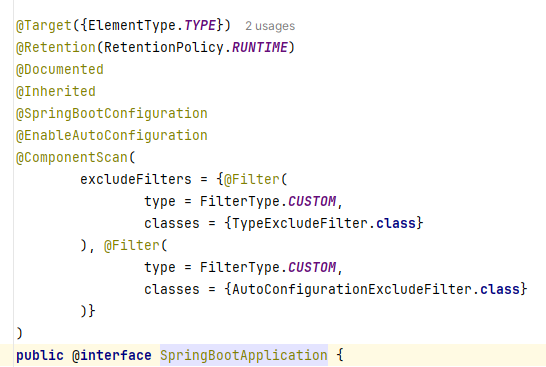 @Target({ElementType.TYPE}) 2 usages
@Retention(RetentionPolicy.RUNTIME)
@Documented
@Inherited
@SpringBootConfiguration
@EnableAutoConfiguration
@ComponentScan(
        excludeFilters = {@Filter(
                type = FilterType.CUSTOM,
                classes = {TypeExcludeFilter.class}
        ), @Filter(
                type = FilterType.CUSTOM,
                classes = {AutoConfigurationExcludeFilter.class}
        )}
)
public @interface SpringBootApplication {